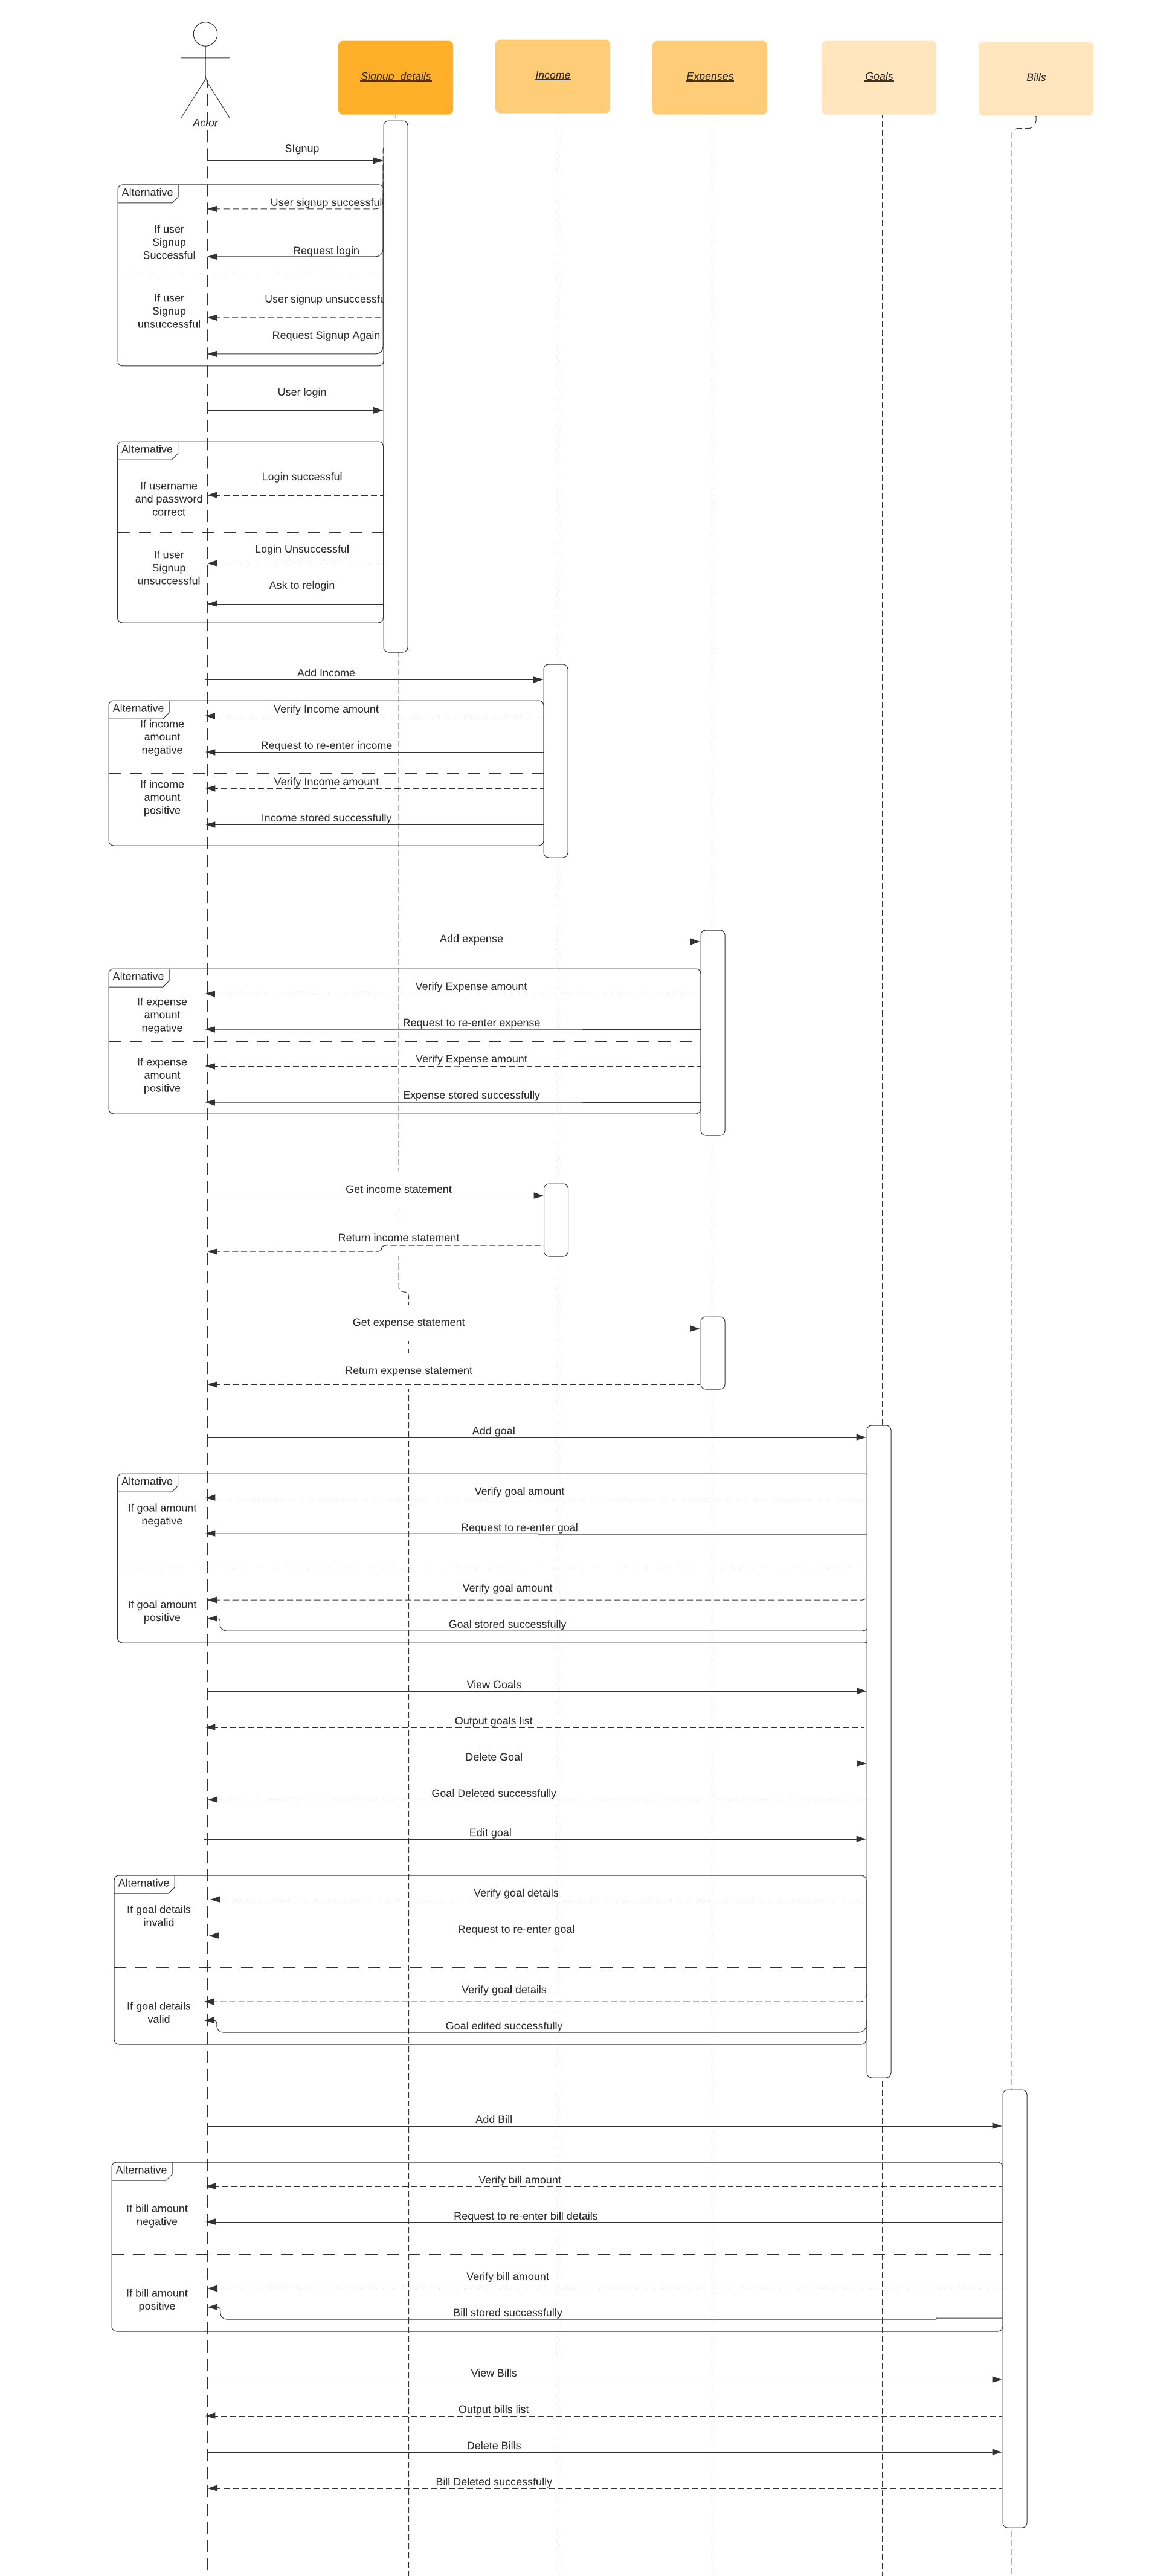 Signup_details
Income
Expenses
Goals
Bills
Actor
SIgnup
Alternative
User signup successful
If user
Signup
Successful
Request login
If user
Signup
unsuccessful
User signup unsuccessfu
Request Signup Again
User login
Alternative
Login successful
If username
and password
correct
Login Unsuccessful
If user
Signup
unsuccessful
Ask to relogin
Add Income
Alternative
Verify Income amount
If income
amount
negative
Request to re-enter income
Verify Income amount
If income
amount
positive
Income stored successfully
Add expense
Alternative
Verify Expense amount
If expense
amount
negative
Request to re-enter expense
Verify Expense amount
If expense
amount
positive
Expense stored successfully
Get income statement
Return income statement
Get expense statement
Return expense statement
Add goal
Alternative
Verify goal amount
If goal amount
negative
Request to re-enter goal
Verify goal amount
If goal amount
positive
Goal stored successfully
View Goals
Output goals list
Delete Goal
Goal Deleted successfully
Edit goal
Alternative
Verify goal details
If goal details
invalid
Request to re-enter goal
Verify goal details
If goal details
valid
Goal edited successfully
Add Bill
Alternative
Verify bill amount
If bill amount
negative
Request to re-enter bill details
Verify bill amount
If bill amount
positive
Bill stored successfully
View Bills
Output bills list
Delete Bills
Bill Deleted successfully